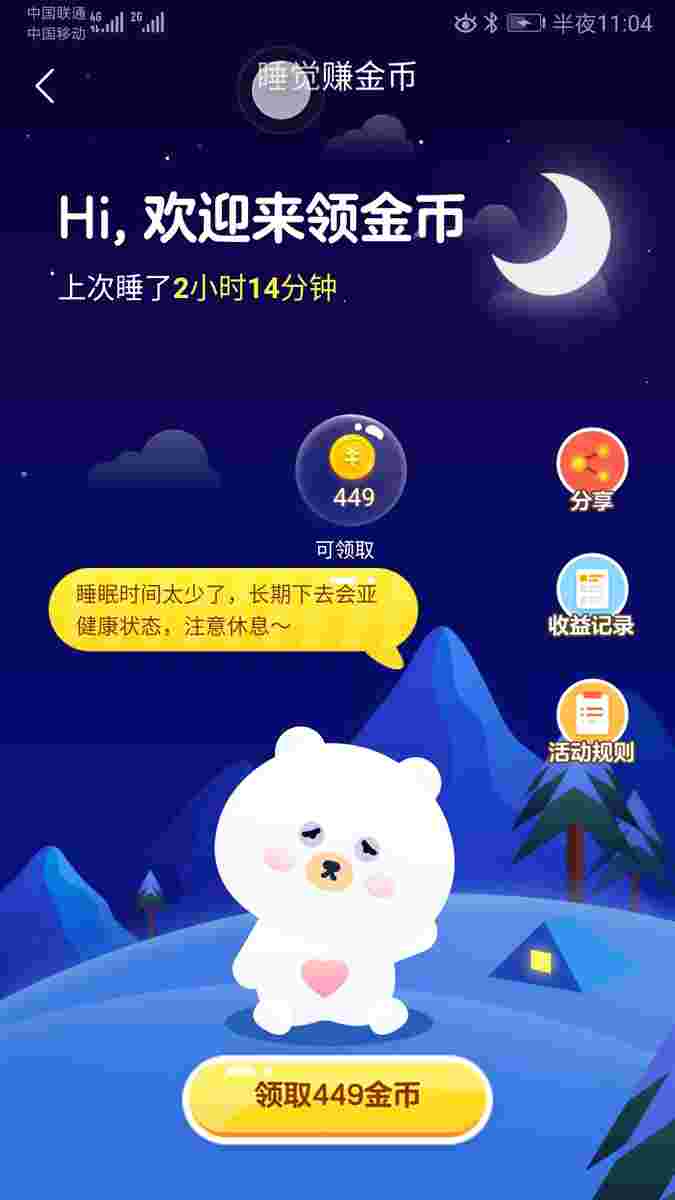 中国联通 4G 2G 半夜11:04
中国移动
睡觉赚金币
Hi, 欢迎来领金币
上次睡了2小时14分钟
449
可领取
分享
睡眠时间太少了，长期下去会亚
健康状态，注意休息～
收益记录
活动规则
领取449金币